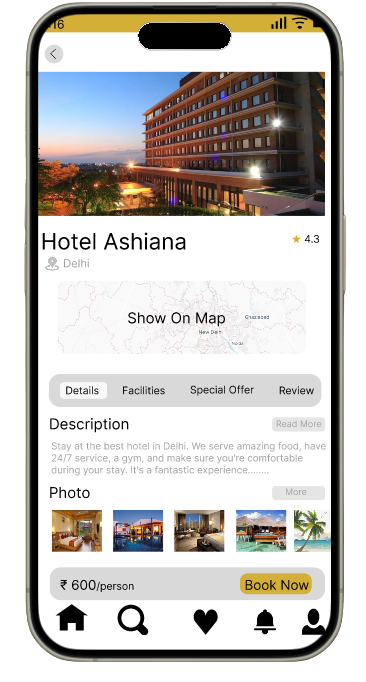 16
Hotel Ashiana
4.3
Delhi
Show On Map
Ghaziabad
New Delhi
Noida
Details Facilities Special Offer Review
Description Read More
Stay at the best hotel in Delhi. We serve amazing food, have
24/7 service, a gym, and make sure you're comfortable
during your stay. It's a fantastic experience........
Photo More
₹ 600/person Book Now